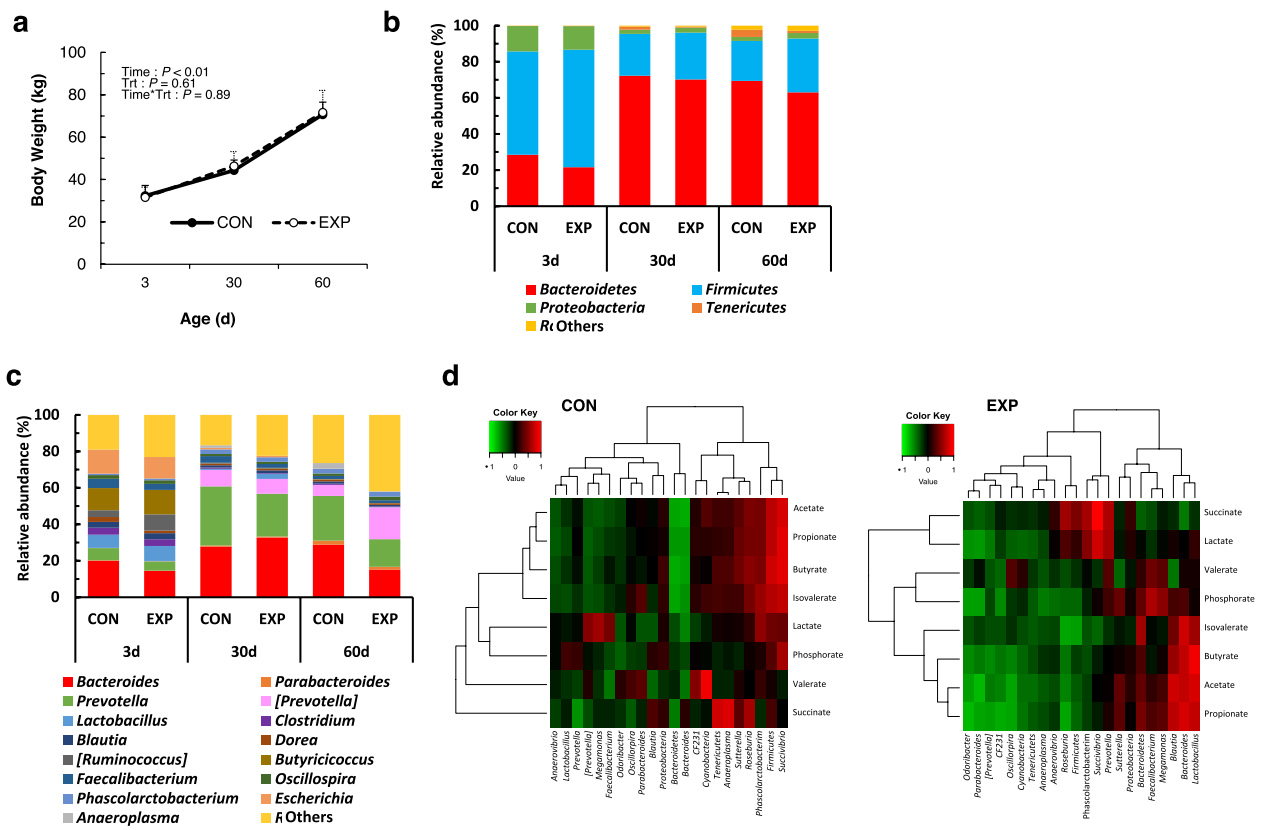 a
100
80
60
40
20
0
Body Weight (kg)
Time : P < 0.01
Trt : P = 0.61
Time*Trt : P = 0.89
CON
EXP
3
30
60
Age (d)
b
Relative abundance (%)
100
80
60
40
20
0
CON EXP CON EXP CON EXP
3d 30d 60d
Bacteroidetes
Firmicutes
Proteobacteria
Tenericutes
Others
c
Relative abundance (%)
100
80
60
40
20
0
CON EXP CON EXP CON EXP
3d 30d 60d
Bacteroides
Parabacteroides
Prevotella
[Prevotella]
Lactobacillus
Clostridium
Blautia
Dorea
[Ruminococcus]
Butyricicoccus
Faecalibacterium
Oscillospira
Phascolarctobacterium
Escherichia
Anaeroplasma
Others
d
Color Key
1 0 1
Value
CON
Acetate
Propionate
Butyrate
Isovalerate
Lactate
Phosphorate
Valerate
Succinate
Anaerovibrio
Lactobacillus
Prevotella
[Prevotella]
Megamonas
Faecalibacterium
Odoribacter
Oscillorpira
Parabacteroides
Blautia
Proteobacteria
Bacteroidetes
Bacteroides
CF231
Cyanobacteria
Tenericutets
Anaeroplasma
Sutterella
Roseburia
Phascolarctobacterim
Firmicutes
Succivibrio
Color Key
1 0 1
Value
EXP
Succinate
Lactate
Valerate
Phosphorate
Isovalerate
Butyrate
Acetate
Propionate
Odoribacter
Parabacteroides
[Prevotella]
CF231
Oscillorpira
Cyanobacteria
Tenericutets
Anaeroplasma
Anaerovibrio
Roseburia
Firmicutes
Phascolarctobacterim
Succivibrio
Prevotella
Sutterella
Proteobacteria
Bacteroidetes
Faecalibacterium
Megamonas
Blautia
Bacteroides
Lactobacillus